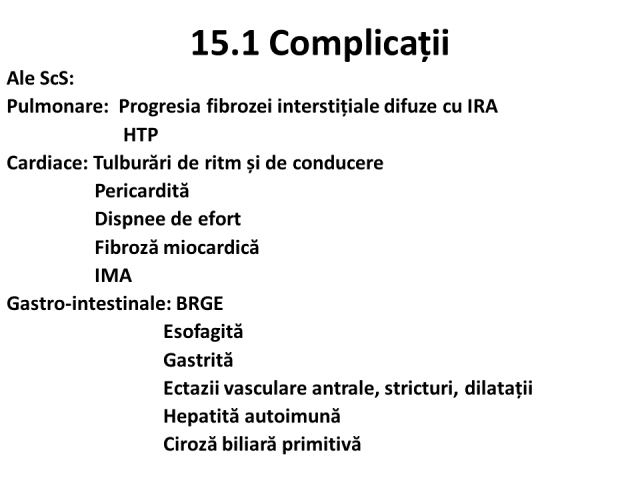 15.1 Complicații
Ale ScS:
Pulmonare: Progresia fibrozei interstițiale difuze cu IRA
HTP
Cardiace: Tulburări de ritm și de conducere
Pericardită
Dispnee de efort
Fibroză miocardică
IMA
Gastro-intestinale: BRGE
Esofagită
Gastrită
Ectazii vasculare antrale, stricturi, dilatații
Hepatită autoimună
Ciroză biliară primitivă